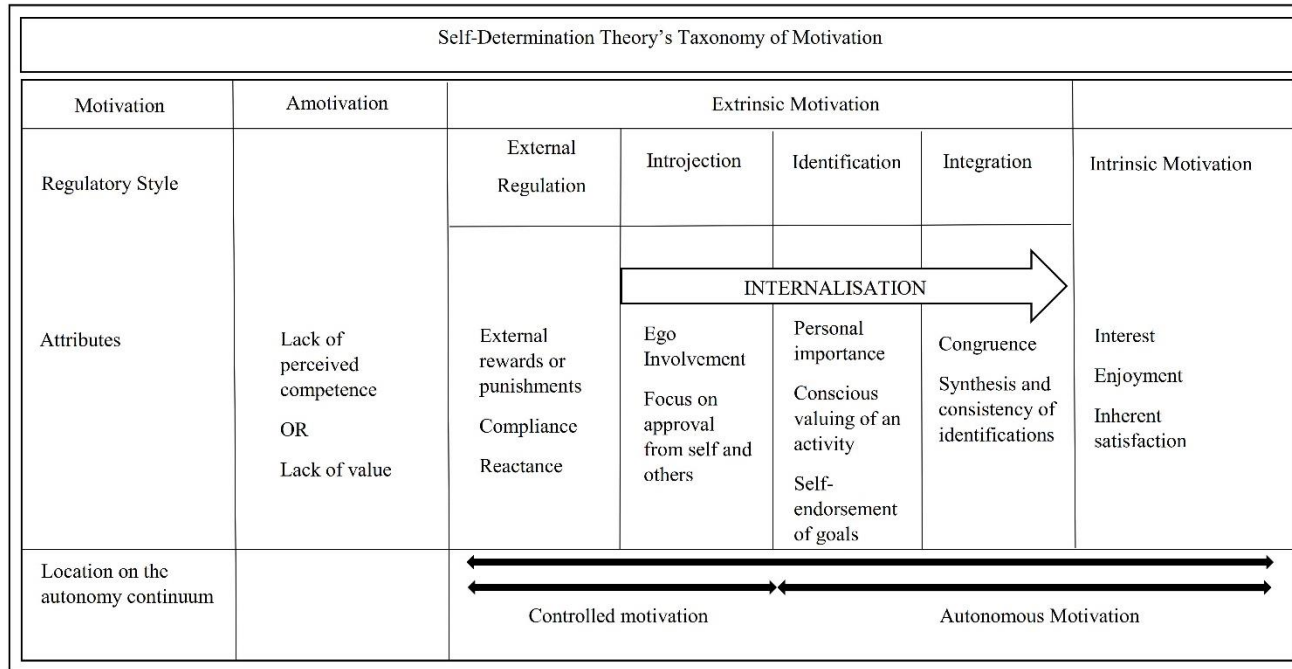 Self-Determination Theory’s Taxonomy of Motivation
Motivation
Amotivation
Extrinsic Motivation
Regulatory Style
External
Regulation
Introjection
Identification
Integration
Intrinsic Motivation
INTERNALISATION
Attributes
Lack of
perceived
competence
OR
Lack of value
External
rewards or
punishments
Compliance
Reactance
Ego
Involvement
Focus on
approval
from self and
others
Personal
importance
Conscious
valuing of an
activity
Self-
endorsement
of goals
Congruence
Synthesis and
consistency of
identifications
Interest
Enjoyment
Inherent
satisfaction
Location on the
autonomy continuum
Controlled motivation
Autonomous Motivation